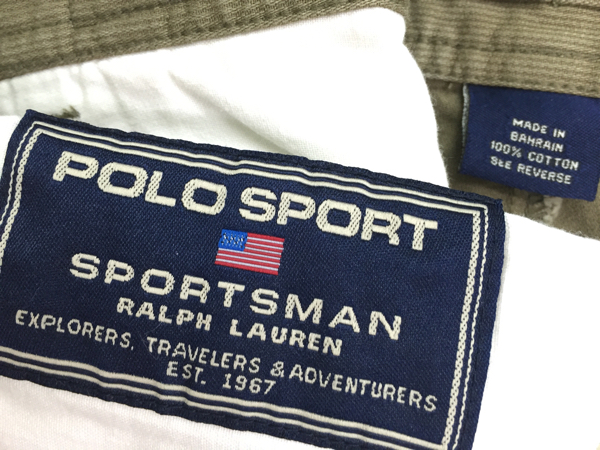 POLO SPORT
SPORTSMAN
RALPH LAUREN
EXPLORERS, TRAVELERS & ADVENTURERS
EST. 1967
MADE IN
BAHRAIN
100% COTTON
SEE REVERSE